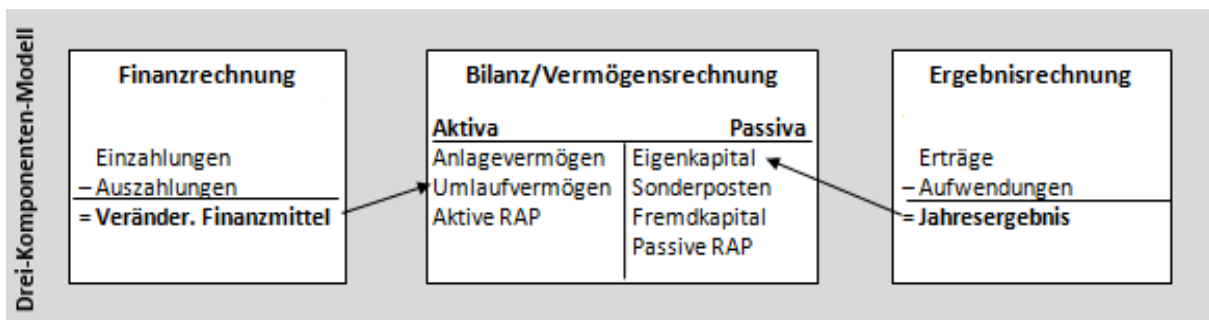 Drei-Komponenten-Modell
Finanzrechnung
Einzahlungen
– Auszahlungen
= Veränder. Finanzmittel
Bilanz/Vermögensrechnung
Aktiva Passiva
Anlagevermögen Eigenkapital
Umlaufvermögen Sonderposten
Aktive RAP Fremdkapital
Passive RAP
Ergebnisrechnung
Erträge
– Aufwendungen
= Jahresergebnis